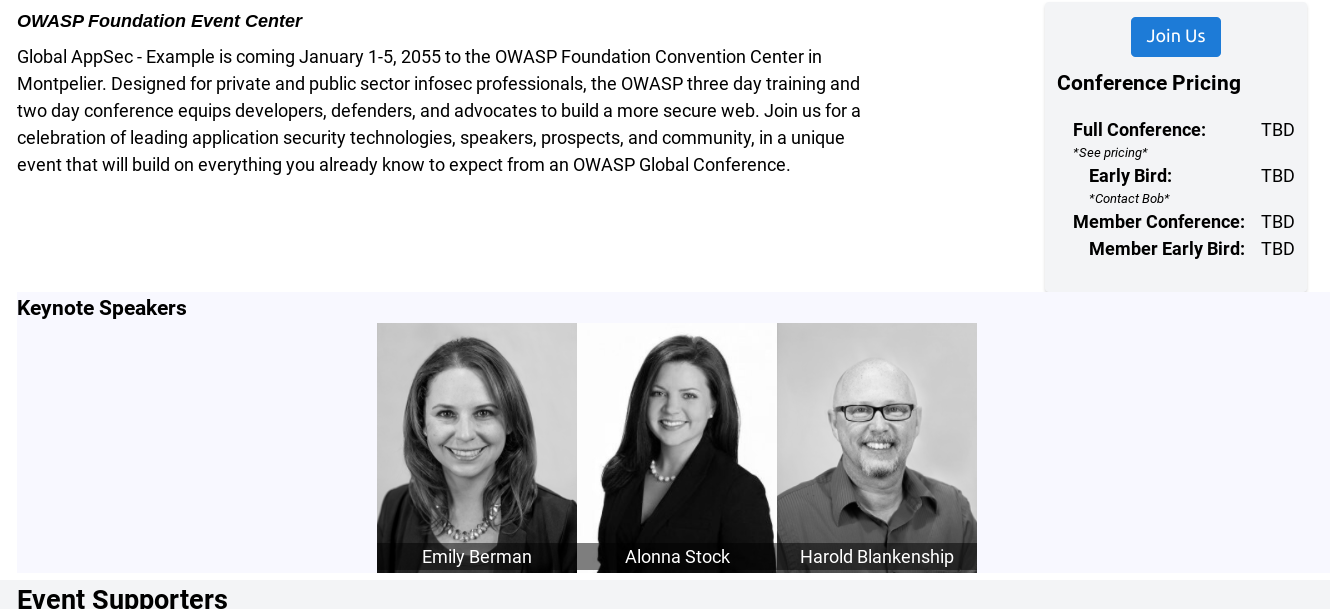 OWASP Foundation Event Center
Global AppSec - Example is coming January 1-5, 2055 to the OWASP Foundation Convention Center in
Montpelier. Designed for private and public sector infosec professionals, the OWASP three day training and
two day conference equips developers, defenders, and advocates to build a more secure web. Join us for a
celebration of leading application security technologies, speakers, prospects, and community, in a unique
event that will build on everything you already know to expect from an OWASP Global Conference.
Join Us
Conference Pricing
Full Conference: TBD
*See pricing*
Early Bird: TBD
*Contact Bob*
Member Conference: TBD
Member Early Bird: TBD
Keynote Speakers
Emily Berman
Alonna Stock
Harold Blankenship
Event Supporters